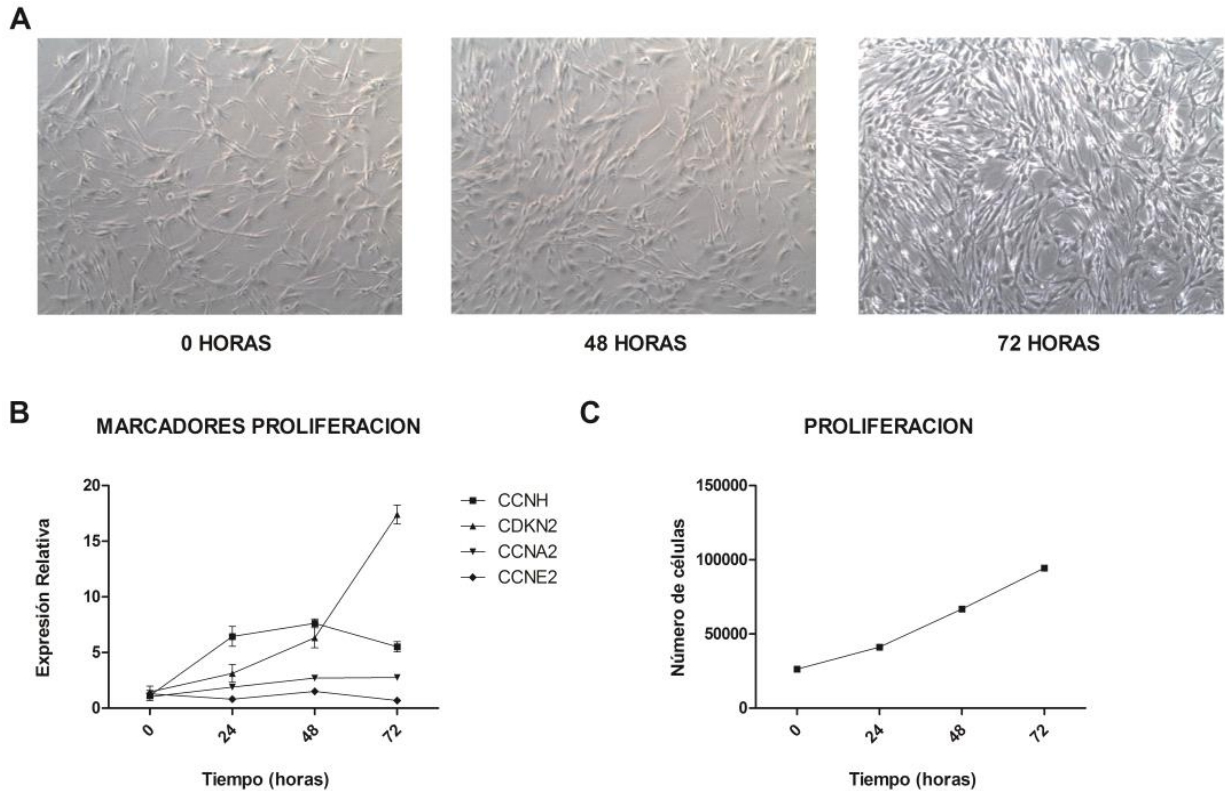 A
0 HORAS
48 HORAS
72 HORAS
B
MARCADORES PROLIFERACION
Expresión Relativa
20
15
10
5
0
0
24
48
72
Tiempo (horas)
CCNH
CDKN2
CCNA2
CCNE2
C
PROLIFERACION
Número de células
150000
100000
50000
0
0
24
48
72
Tiempo (horas)